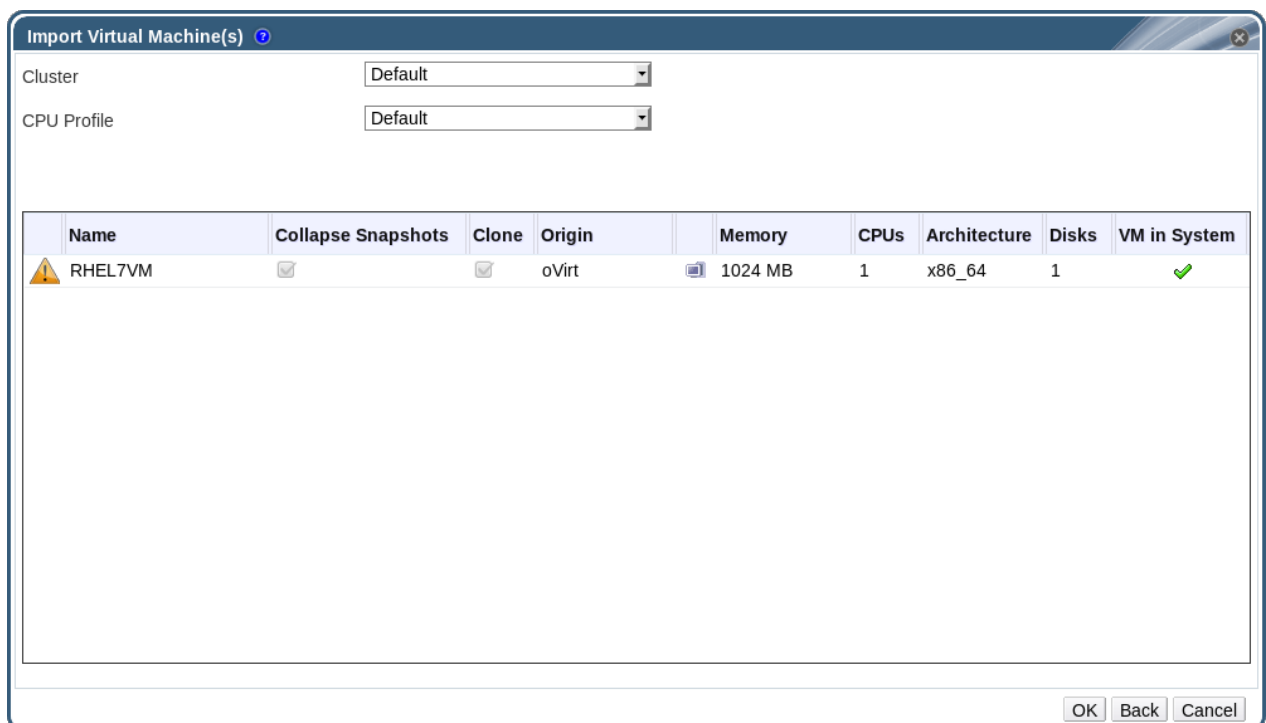 Import Virtual Machine(s) ?
Cluster Default
CPU Profile Default
Name Collapse Snapshots Clone Origin Memory CPUs Architecture Disks VM in System
RHEL7VM oVirt 1024 MB 1 x86_64 1
OK Back Cancel